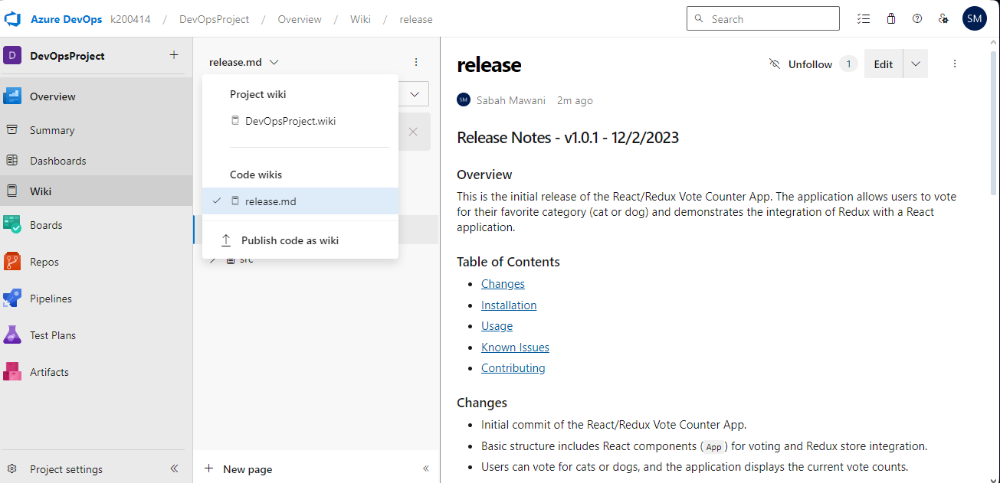 Azure DevOps k200414 / DevOpsProject / Overview / Wiki / release
Search
SM
D DevOpsProject
Overview
Summary
Dashboards
Wiki
Boards
Repos
Pipelines
Test Plans
Artifacts
Project settings
release.md
Project wiki
DevOpsProject.wiki
Code wikis
release.md
Publish code as wiki
src
New page
release
Unfollow 1 Edit
SM Sabah Mawani 2m ago
Release Notes - v1.0.1 - 12/2/2023
Overview
This is the initial release of the React/Redux Vote Counter App. The application allows users to vote
for their favorite category (cat or dog) and demonstrates the integration of Redux with a React
application.
Table of Contents
• Changes
• Installation
• Usage
• Known Issues
• Contributing
Changes
• Initial commit of the React/Redux Vote Counter App.
• Basic structure includes React components (App) for voting and Redux store integration.
• Users can vote for cats or dogs, and the application displays the current vote counts.